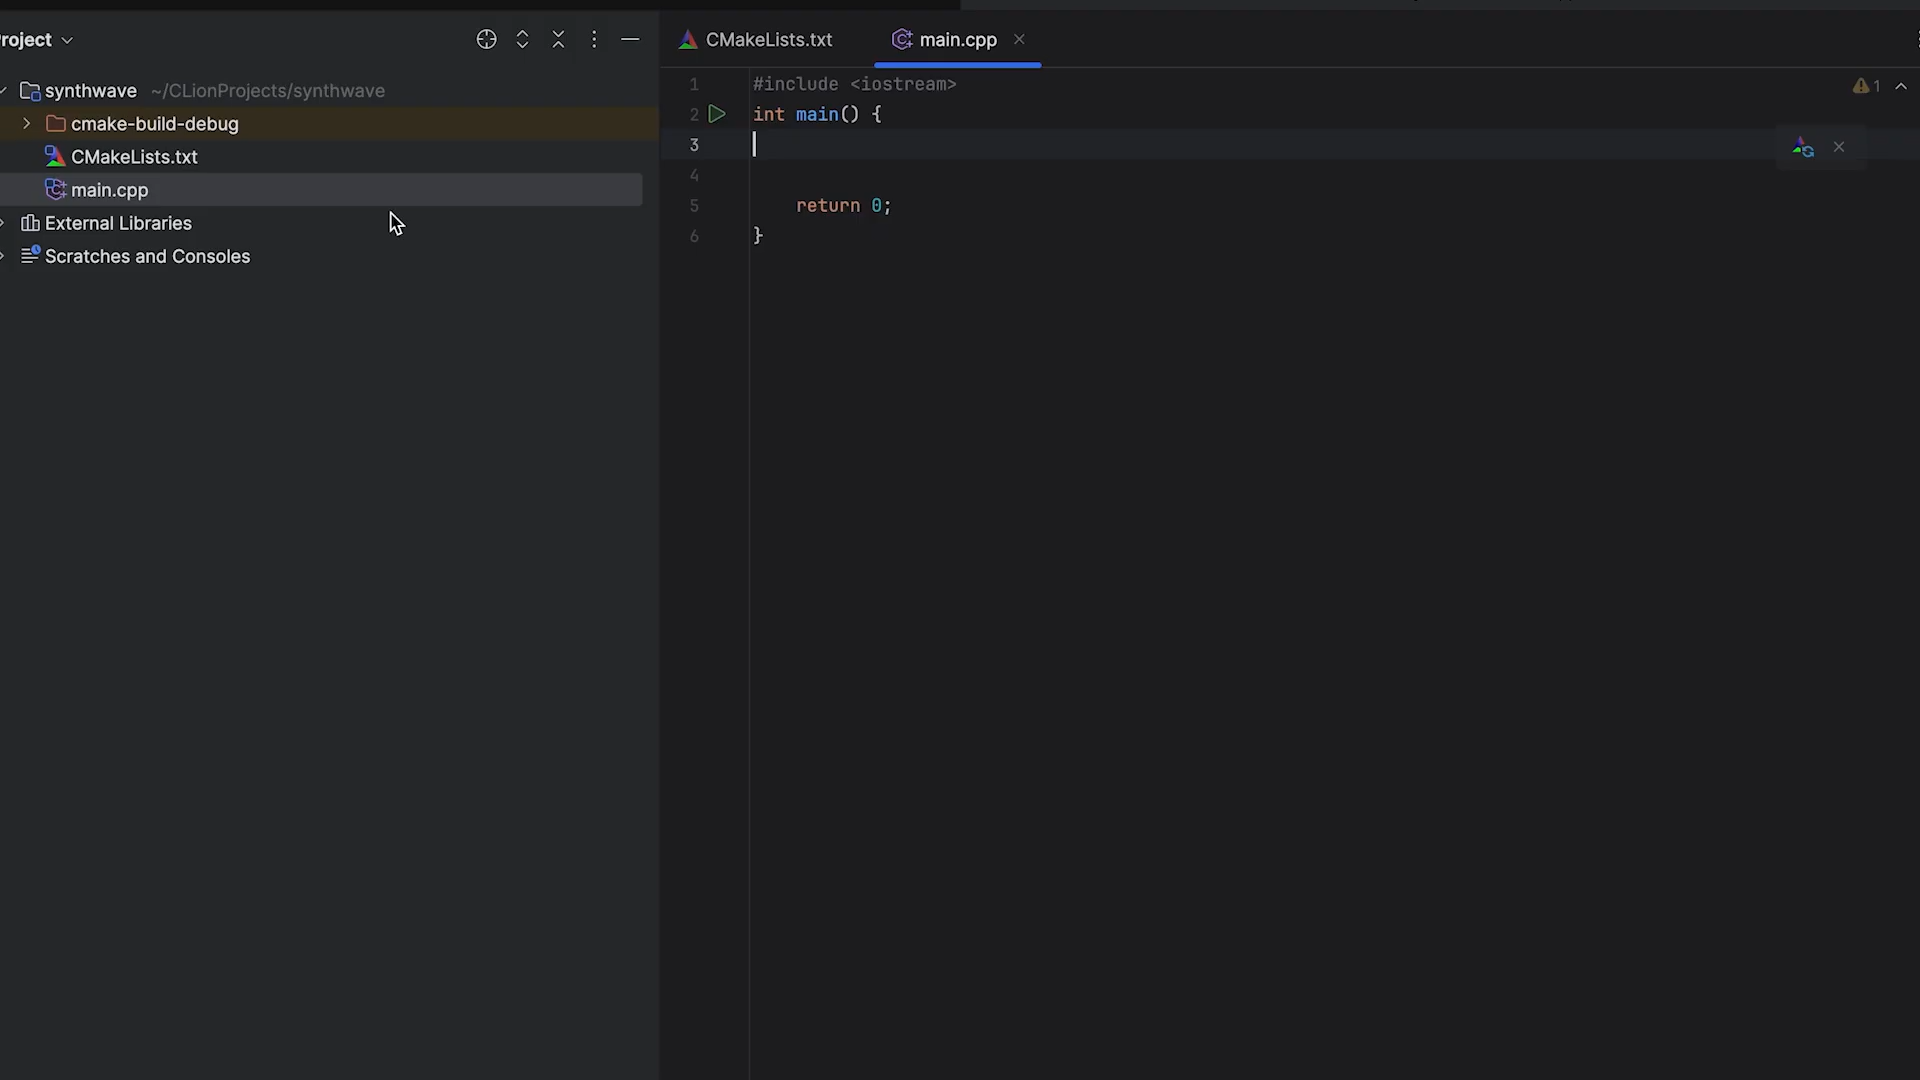 roject
synthwave ~/CLionProjects/synthwave
cmake-build-debug
CMakeLists.txt
main.cpp
External Libraries
Scratches and Consoles
CMakeLists.txt main.cpp
1 #include <iostream>
2 int main() {
3
4
5 return 0;
6 }
1